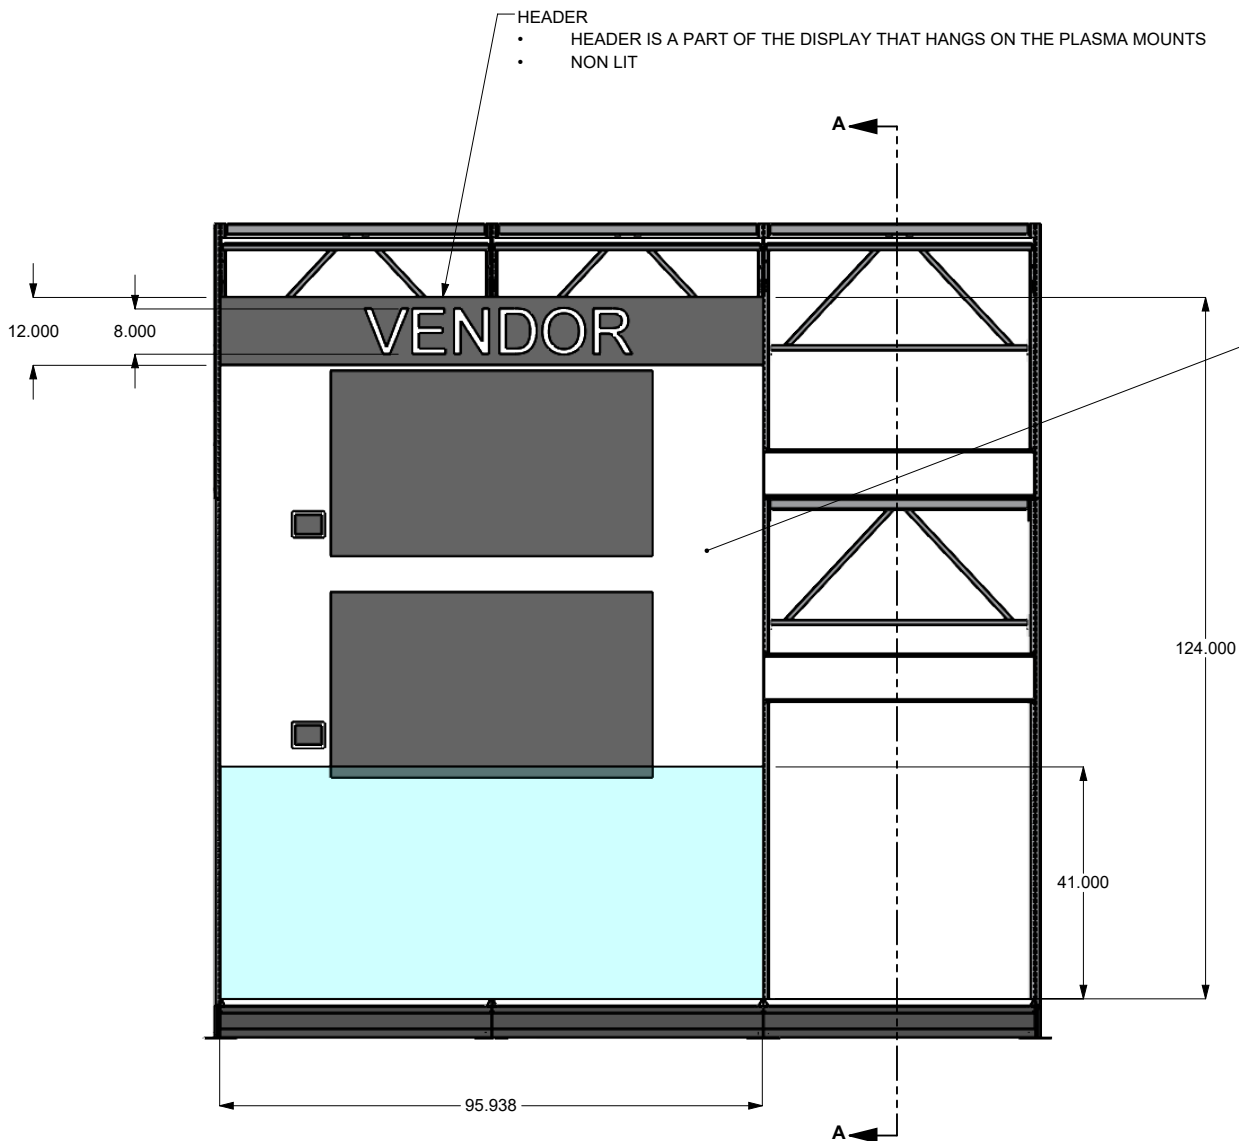 HEADER
• HEADER IS A PART OF THE DISPLAY THAT HANGS ON THE PLASMA MOUNTS
• NON LIT
A
12.000
8.000
VENDOR
124.000
41.000
95.938
A